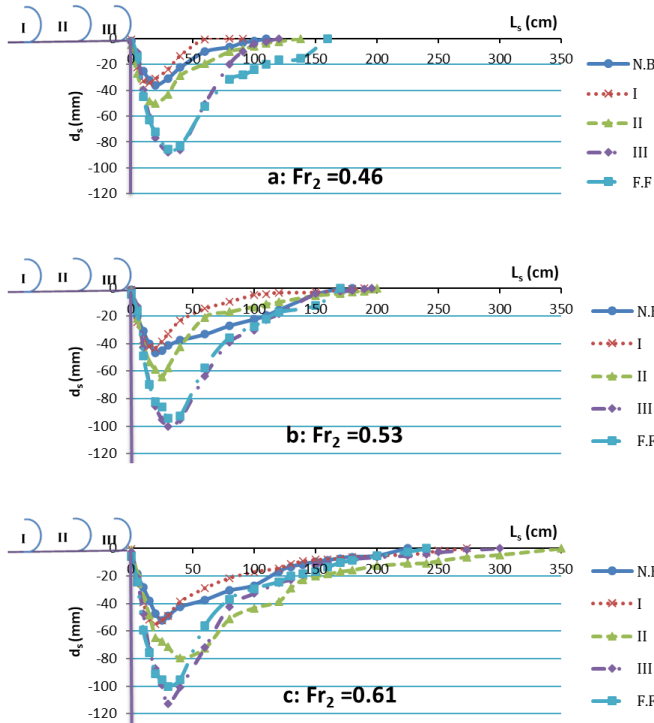 I II III
Ls (cm)
0 50 100 150 200 250 300 350
0
-20
-40
-60
-80
-100
-120
ds (mm)
a: Fr2 =0.46
N.B
I
II
III
F.F
I II III
Ls (cm)
0 50 100 150 200 250 300 350
0
-20
-40
-60
-80
-100
-120
ds (mm)
b: Fr2 =0.53
I
II
III
F.F
I II III
Ls (cm)
0 50 100 150 200 250 300 350
0
-20
-40
-60
-80
-100
ds (mm)
c: Fr2 =0.61
I
II
III
F.F